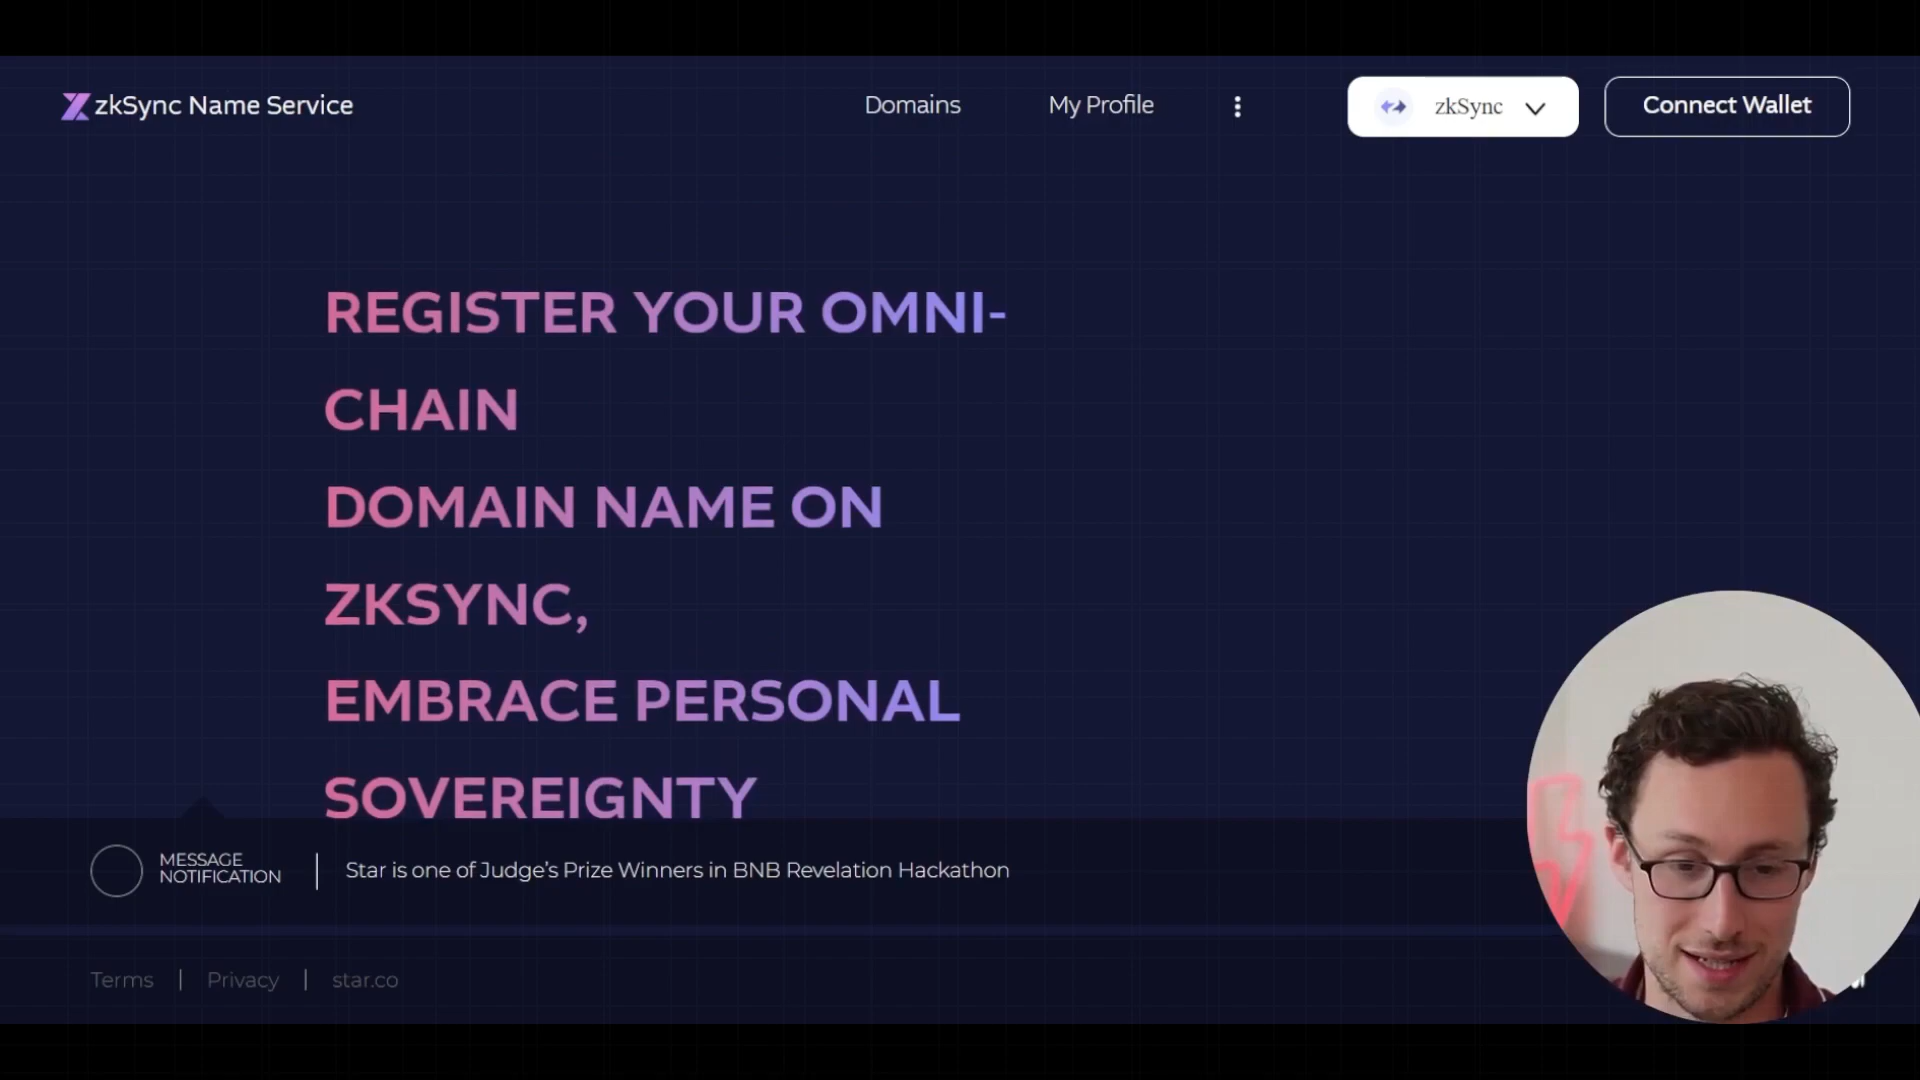 zkSync Name Service
Domains
My Profile
zkSync
Connect Wallet
REGISTER YOUR OMNI-
CHAIN
DOMAIN NAME ON
ZKSYNC,
EMBRACE PERSONAL
SOVEREIGNTY
MESSAGE
NOTIFICATION
Star is one of Judge's Prize Winners in BNB Revelation Hackathon
Terms | Privacy | star.co